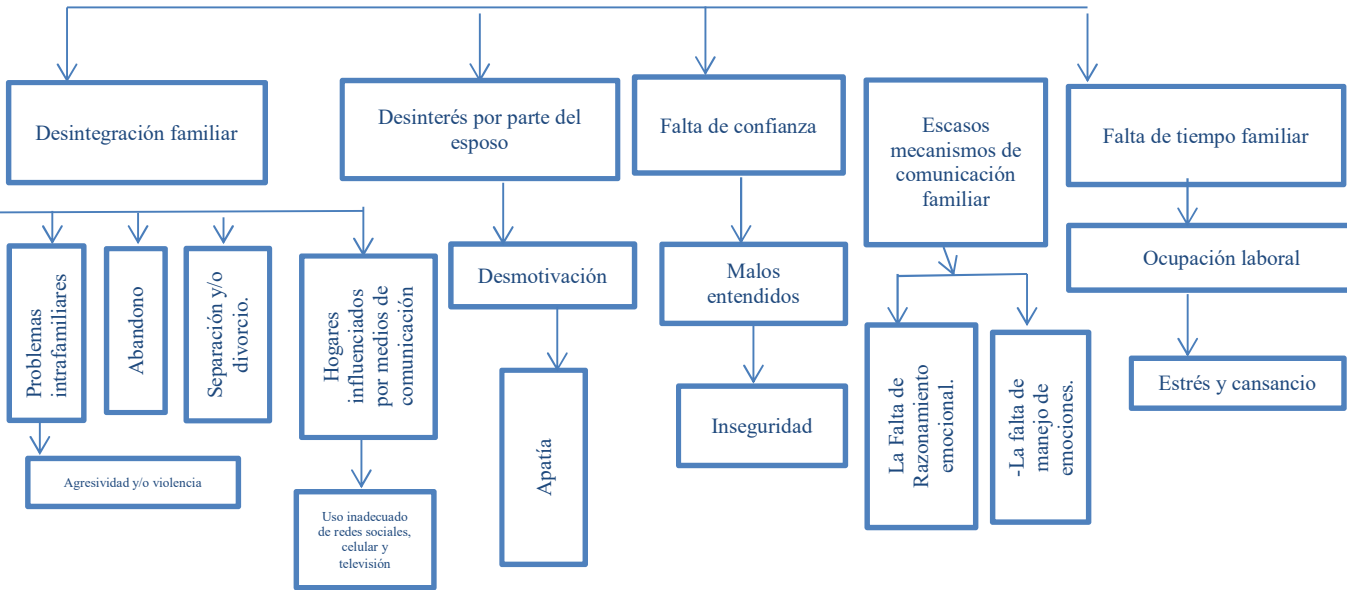 Desintegración familiar
Desinterés por parte del
esposo
Falta de confianza
Escasos
mecanismos de
comunicación
familiar
Falta de tiempo familiar
Problemas
intrafamiliares
Abandono
Separación y/o
divorcio.
Hogares
influenciados
por medios de
comunicación
Desmotivación
Malos
entendidos
Ocupación laboral
Agresividad y/o violencia
Uso inadecuado
de redes sociales,
celular y
televisión
Apatía
Inseguridad
La Falta de
Razonamiento
emocional.
-La falta de
manejo de
emociones.
Estrés y cansancio